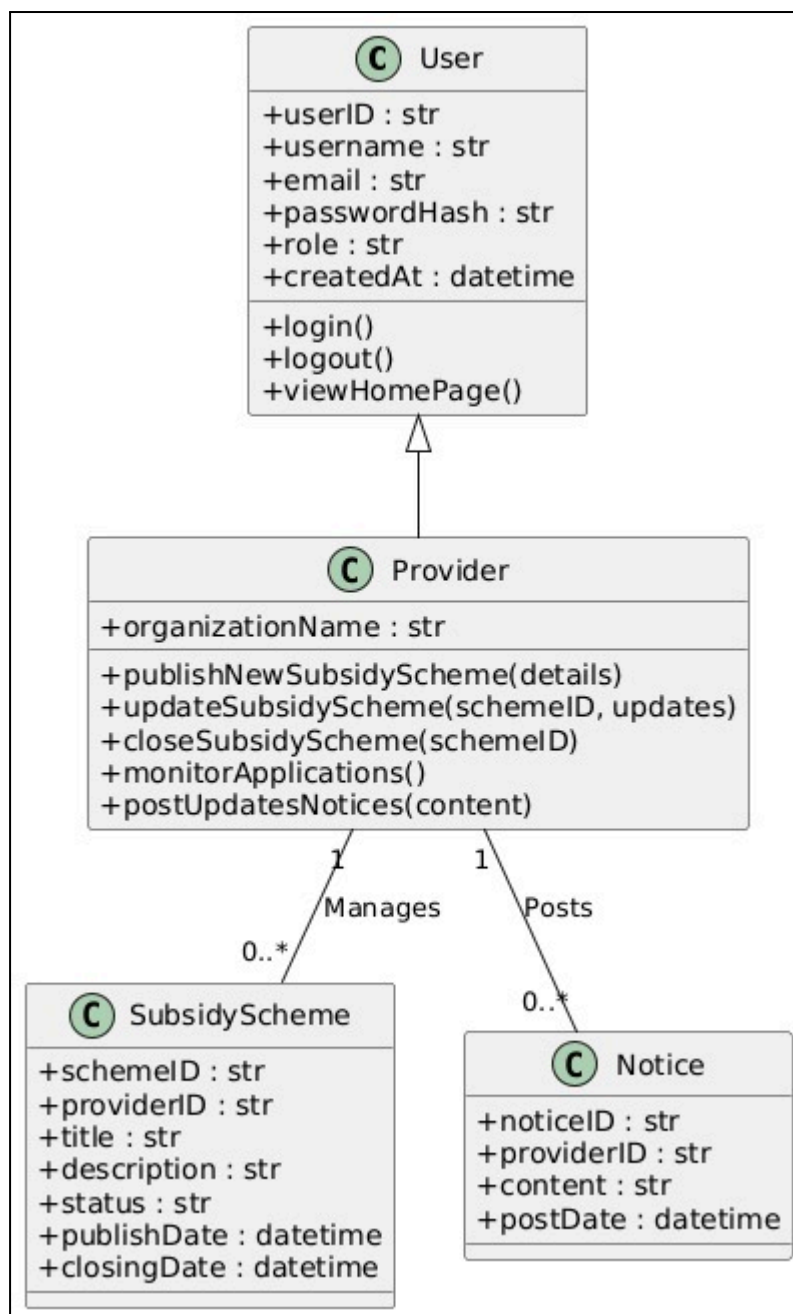 C User
+userID : str
+username : str
+email : str
+passwordHash : str
+role : str
+createdAt : datetime
+login()
+logout()
+viewHomePage()
C Provider
+organizationName : str
+publishNewSubsidyScheme(details)
+updateSubsidyScheme(schemeID, updates)
+closeSubsidyScheme(schemeID)
+monitorApplications()
+postUpdatesNotices(content)
1
1
Manages
Posts
0..*
0..*
C SubsidyScheme
+schemeID : str
+providerID : str
+title : str
+description : str
+status : str
+publishDate : datetime
+closingDate : datetime
C Notice
+noticeID : str
+providerID : str
+content : str
+postDate : datetime